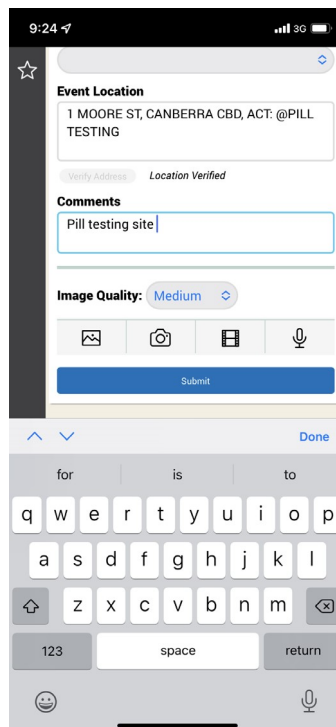 9:24
3G
Event Location
1 MOORE ST, CANBERRA CBD, ACT: @PILL
TESTING
Verify Address Location Verified
Comments
Pill testing site
Image Quality: Medium
Submit
Done
for is to
q w e r t y u i o p
a s d f g h j k l
z x c v b n m
123 space return